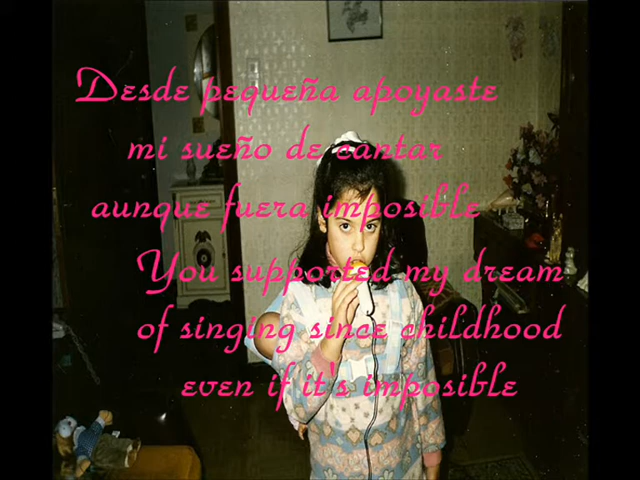 Desde pequeña apoyaste
mi sueño de cantar
aunque fuera imposible
You supported my dream
of singing since childhood
even if it's imposible